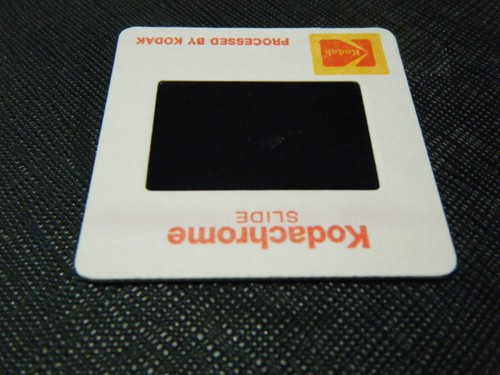 Kodachrome
SLIDE
Kodak
PROCESSED BY KODAK